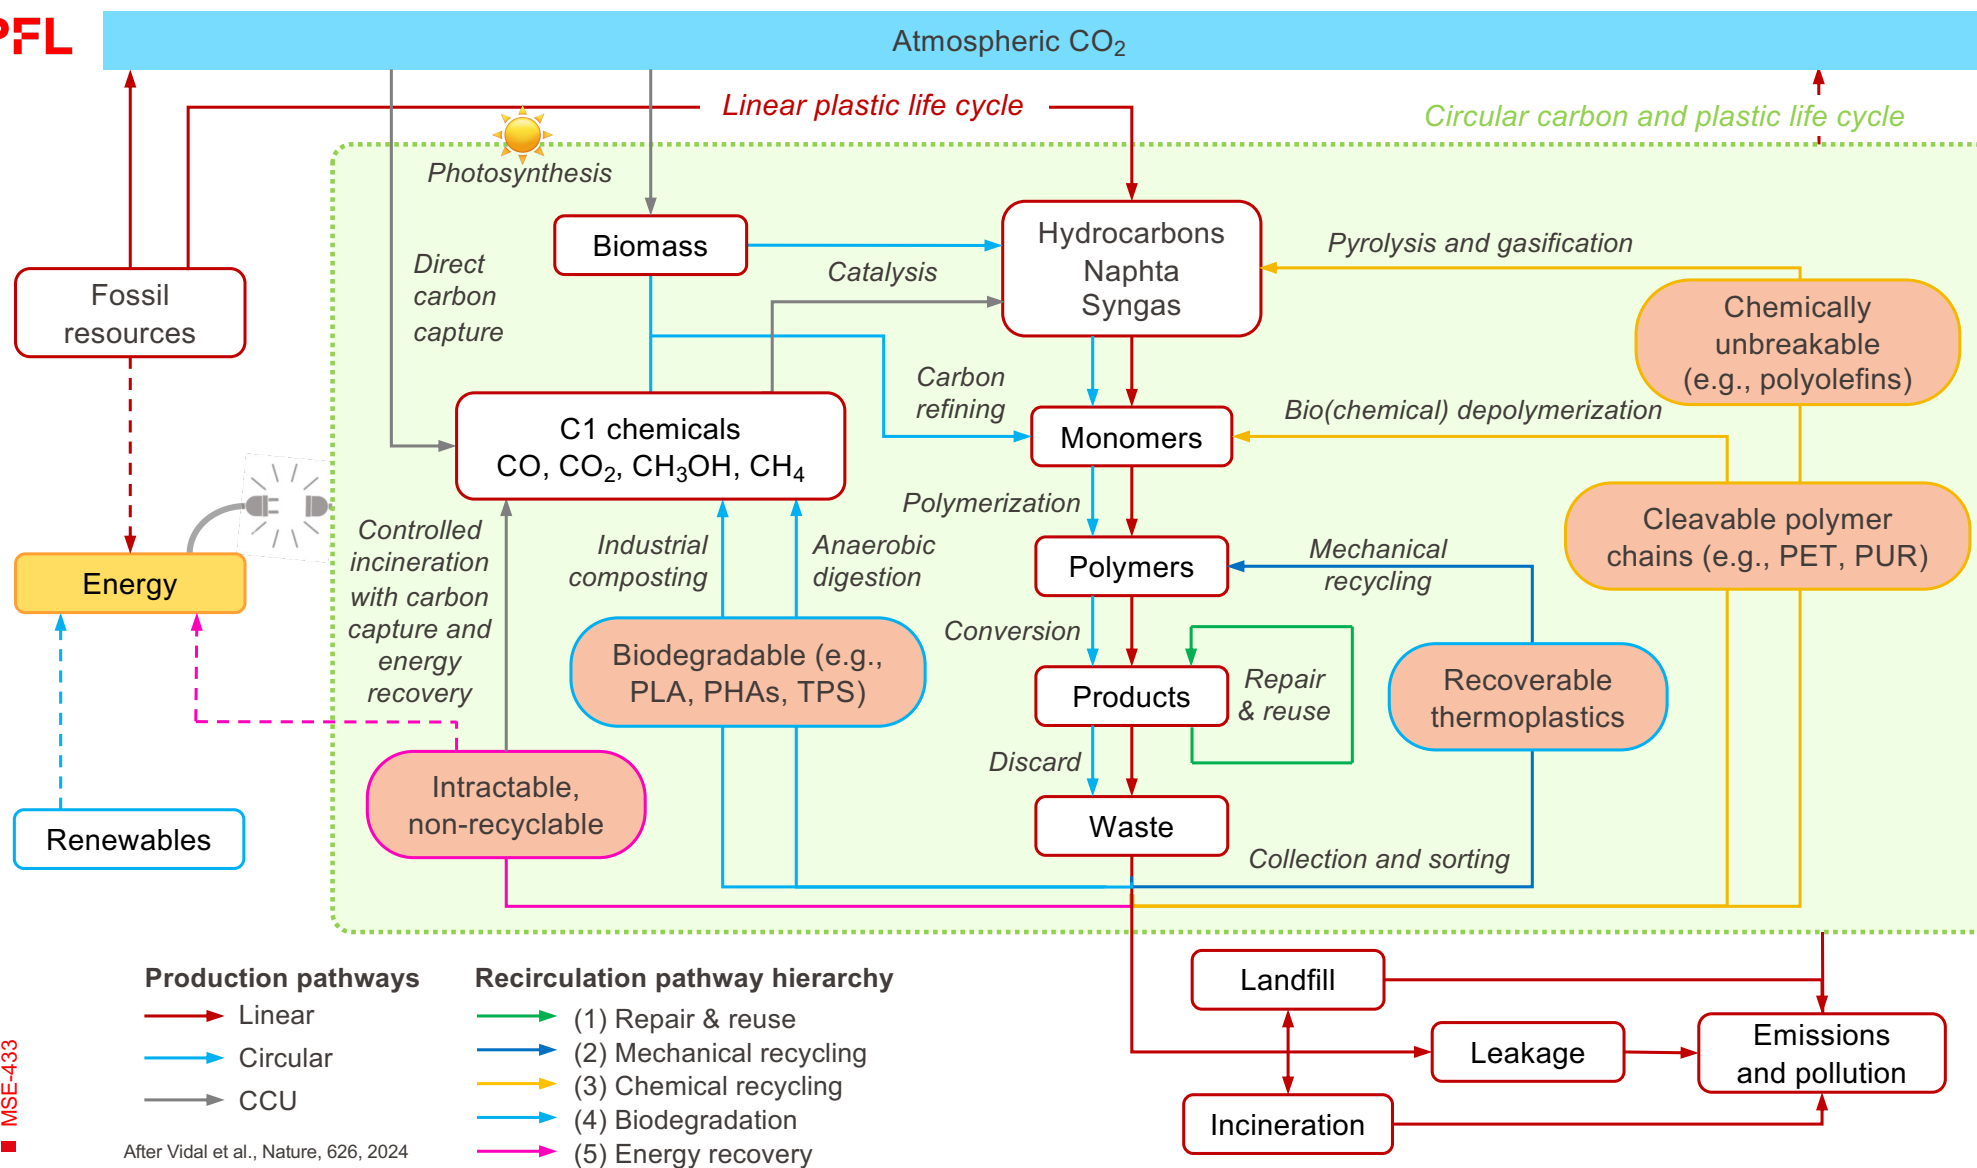 PFL
Atmospheric CO₂
Linear plastic life cycle
Circular carbon and plastic life cycle
Photosynthesis
Biomass
Hydrocarbons
Naphta
Syngas
Pyrolysis and gasification
Direct
carbon
capture
Catalysis
Fossil
resources
Chemically
unbreakable
(e.g., polyolefins)
Carbon
refining
Bio(chemical) depolymerization
C1 chemicals
CO, CO₂, CH₃OH, CH₄
Monomers
Polymerization
Cleavable polymer
chains (e.g., PET, PUR)
Controlled
incineration
with carbon
capture and
energy
recovery
Industrial
composting
Anaerobic
digestion
Polymers
Mechanical
recycling
Energy
Conversion
Biodegradable (e.g.,
PLA, PHAs, TPS)
Products
Repair
& reuse
Recoverable
thermoplastics
Discard
Intractable,
non-recyclable
Waste
Renewables
Collection and sorting
Production pathways
Linear
Circular
CCU
Recirculation pathway hierarchy
(1) Repair & reuse
(2) Mechanical recycling
(3) Chemical recycling
(4) Biodegradation
(5) Energy recovery
Landfill
Leakage
Emissions
and pollution
Incineration
MSE-433
After Vidal et al., Nature, 626, 2024